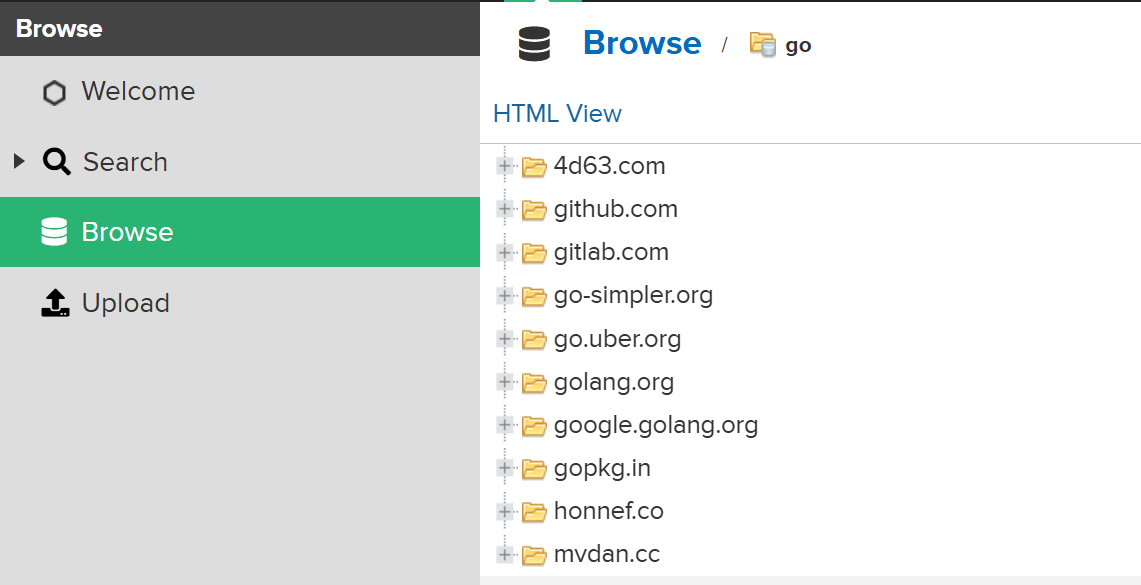 Browse
Welcome
Search
Browse
Upload
Browse / go
HTML View
4d63.com
github.com
gitlab.com
go-simpler.org
go.uber.org
golang.org
google.golang.org
gopkg.in
honnef.co
mvdan.cc